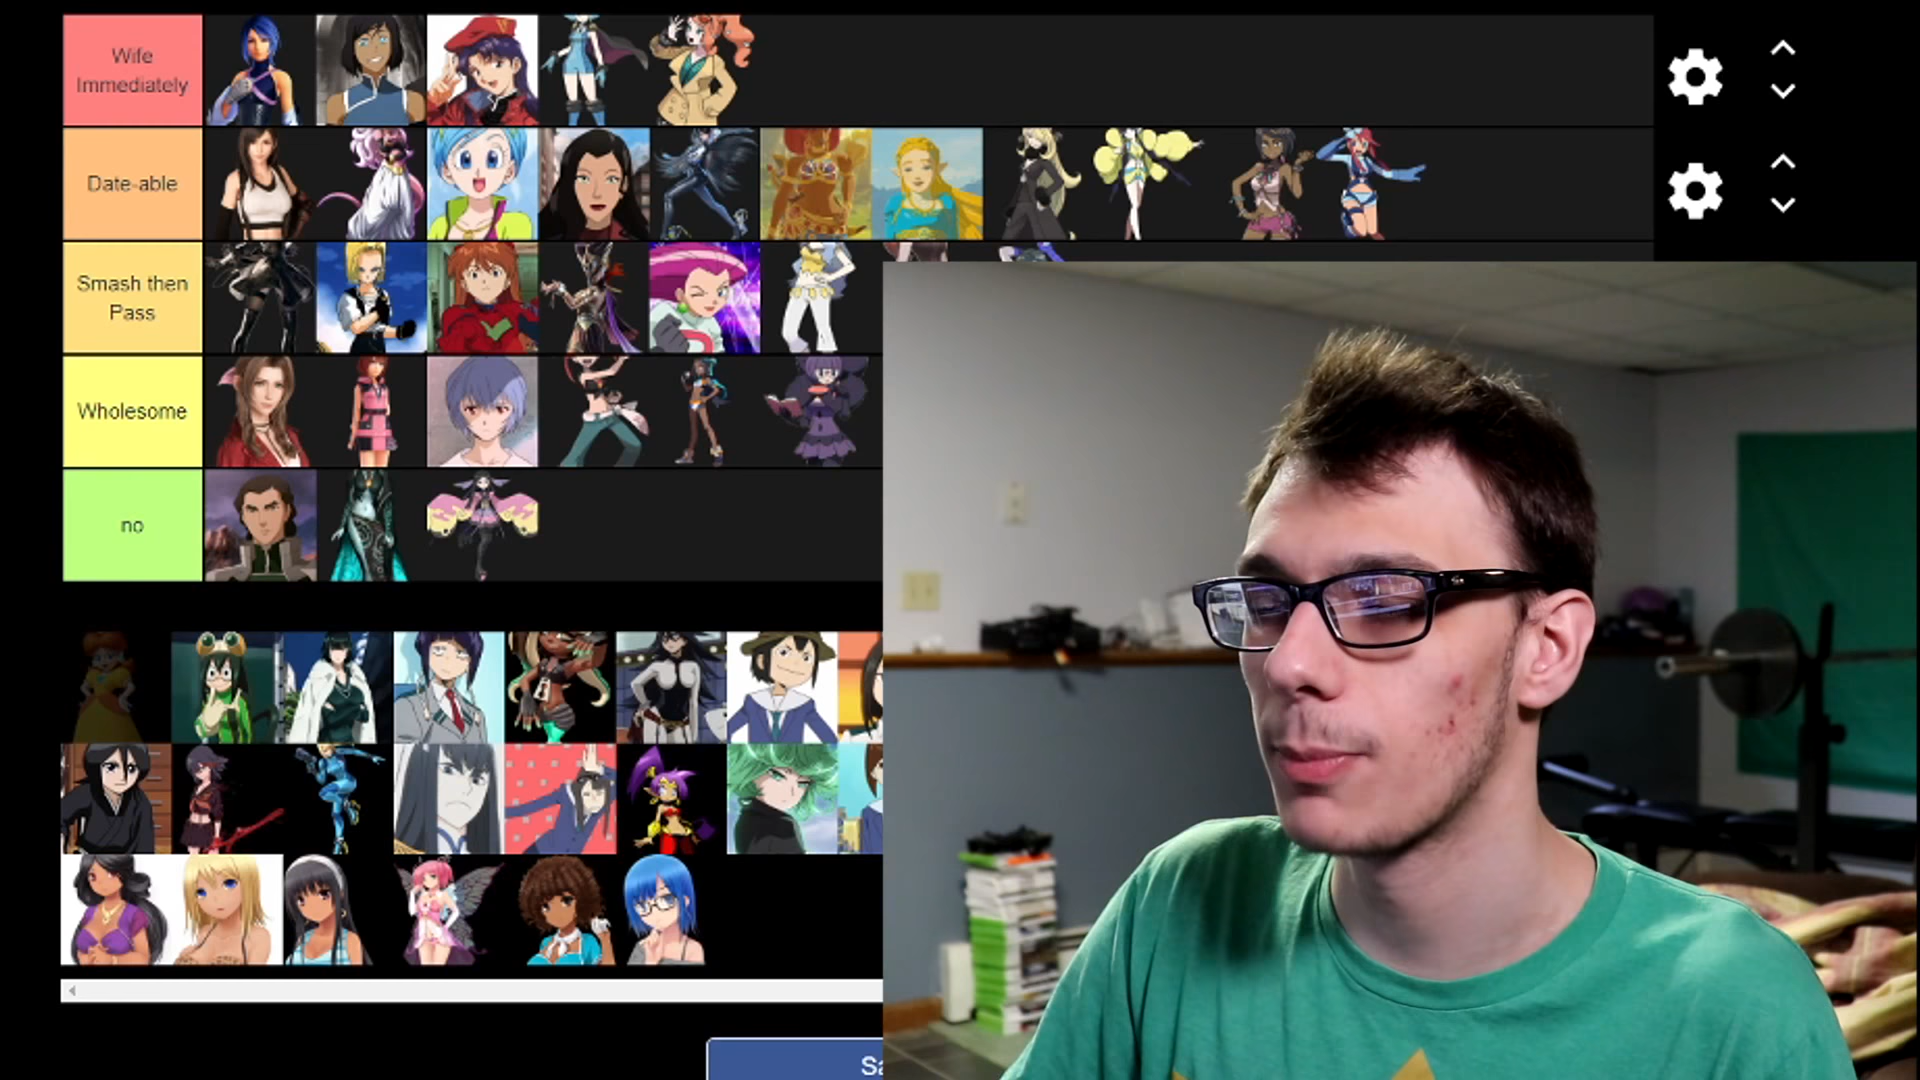 Wife
Immediately
Date-able
Smash then
Pass
Wholesome
no
Sa